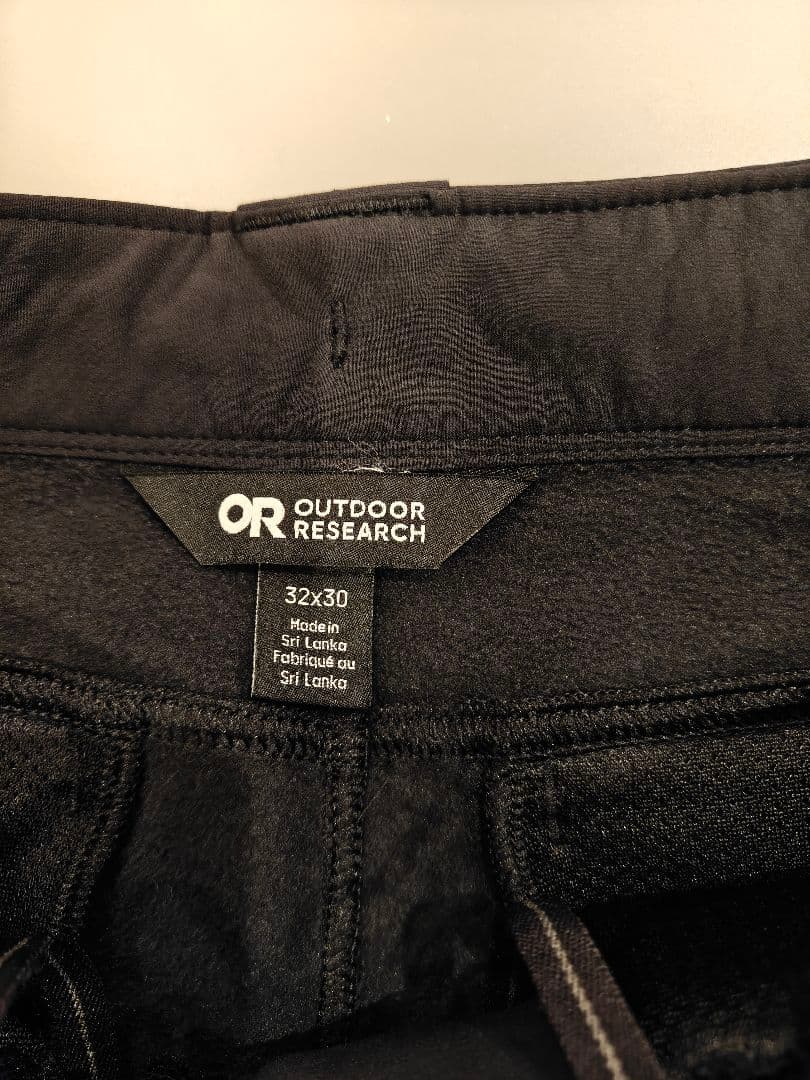 OR OUTDOOR
RESEARCH
32x30
Made in
Sri Lanka
Fabriqué au
Sri Lanka